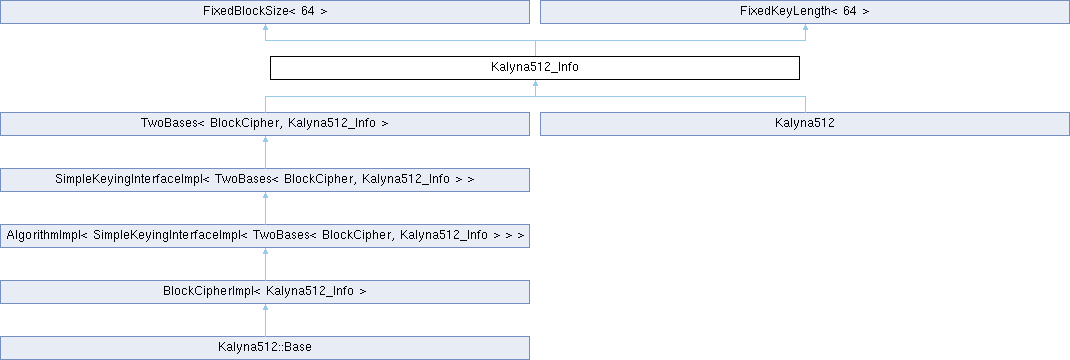 FixedBlockSize< 64 >
FixedKeyLength< 64 >
Kalyna512_Info
TwoBases< BlockCipher, Kalyna512_Info >
Kalyna512
SimpleKeyingInterfaceImpl< TwoBases< BlockCipher, Kalyna512_Info > >
AlgorithmImpl< SimpleKeyingInterfaceImpl< TwoBases< BlockCipher, Kalyna512_Info > > >
BlockCipherImpl< Kalyna512_Info >
Kalyna512::Base